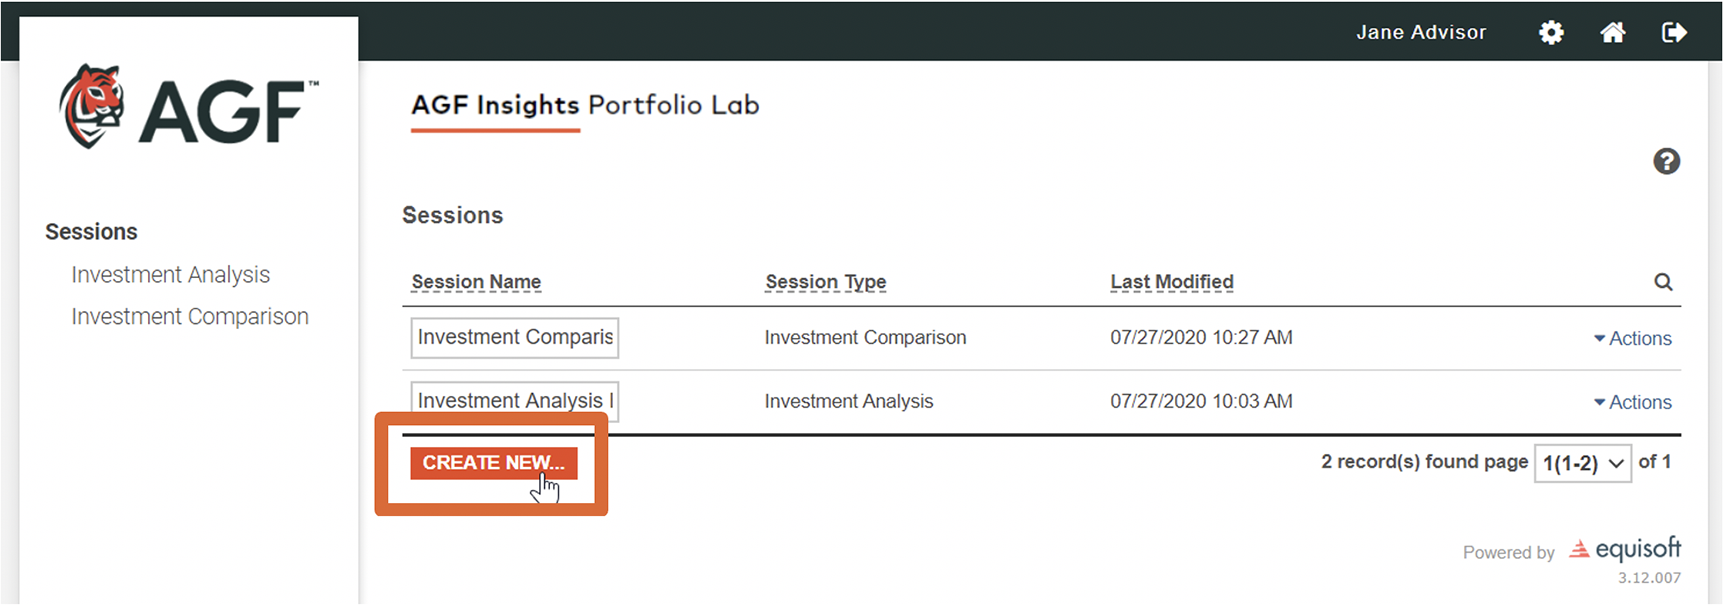 Jane Advisor
AGF™
AGF Insights Portfolio Lab
?
Sessions
Investment Analysis
Investment Comparison
Sessions
Session Name Session Type Last Modified
Investment Comparis Investment Comparison 07/27/2020 10:27 AM Actions
Investment Analysis Investment Analysis 07/27/2020 10:03 AM Actions
CREATE NEW...
2 record(s) found page 1(1-2) of 1
Powered by equisoft
3.12.007